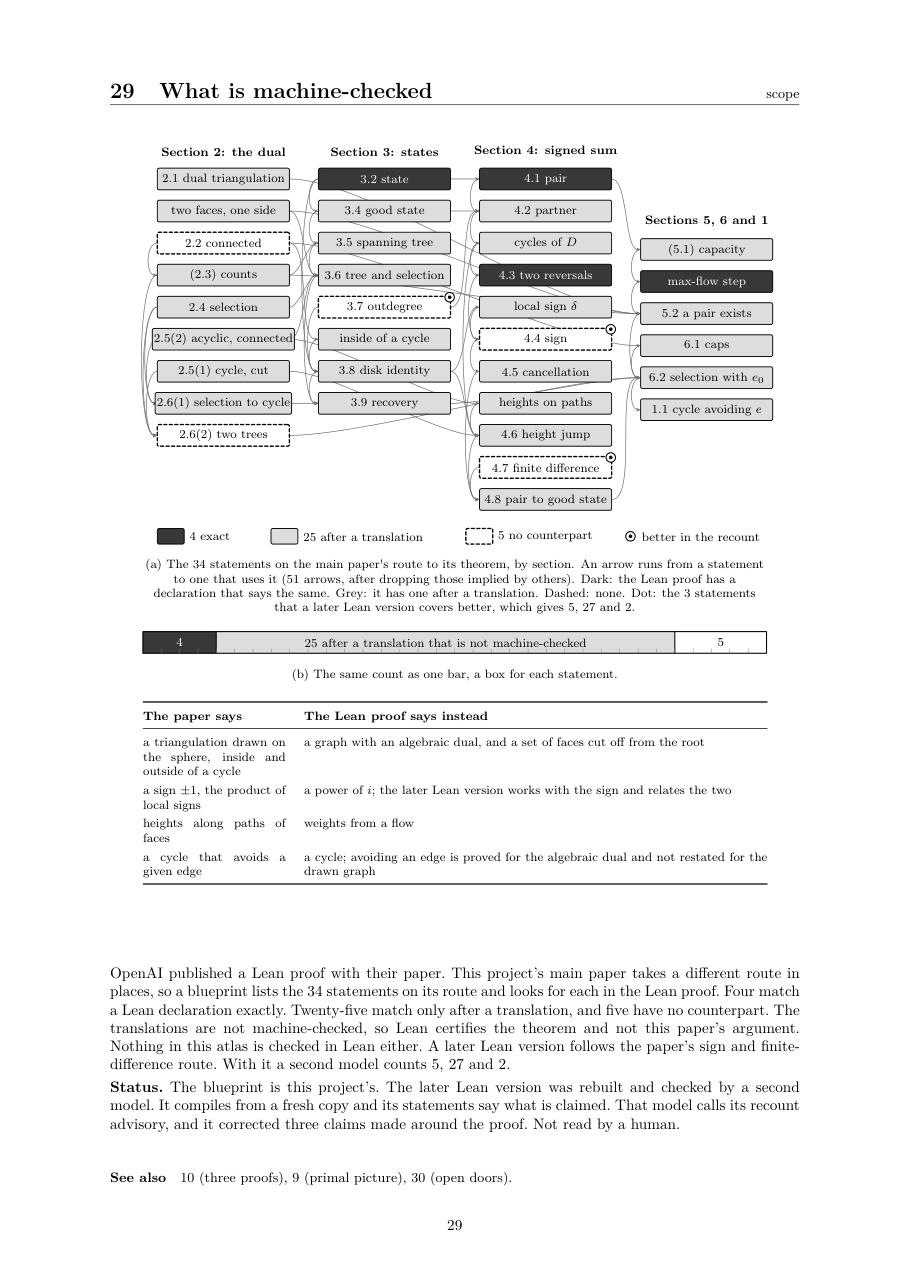 29 What is machine-checked
scope
Section 2: the dual
2.1 dual triangulation
two faces, one side
2.2 connected
(2.3) counts
2.4 selection
2.5(2) acyclic, connected
2.5(1) cycle, cut
2.6(1) selection to cycle
2.6(2) two trees
Section 3: states
3.2 state
3.4 good state
3.5 spanning tree
3.6 tree and selection
3.7 outdegree
inside of a cycle
3.8 disk identity
3.9 recovery
Section 4: signed sum
4.1 pair
4.2 partner
cycles of D
4.3 two reversals
local sign δ
4.4 sign
4.5 cancellation
heights on paths
4.6 height jump
4.7 finite difference
4.8 pair to good state
Sections 5, 6 and 1
(5.1) capacity
max-flow step
5.2 a pair exists
6.1 caps
6.2 selection with e₀
1.1 cycle avoiding e
4 exact
25 after a translation
5 no counterpart
better in the recount
(a) The 34 statements on the main paper's route to its theorem, by section. An arrow runs from a statement
to one that uses it (51 arrows, after dropping those implied by others). Dark: the Lean proof has a
declaration that says the same. Grey: it has one after a translation. Dashed: none. Dot: the 3 statements
that a later Lean version covers better, which gives 5, 27 and 2.
4
25 after a translation that is not machine-checked
5
(b) The same count as one bar, a box for each statement.
The paper says
The Lean proof says instead
a triangulation drawn on
the sphere, inside and
outside of a cycle
a graph with an algebraic dual, and a set of faces cut off from the root
a sign ±1, the product of
local signs
a power of i; the later Lean version works with the sign and relates the two
heights along paths of
faces
weights from a flow
a cycle that avoids a
given edge
a cycle; avoiding an edge is proved for the algebraic dual and not restated for the
drawn graph
OpenAI published a Lean proof with their paper. This project's main paper takes a different route in
places, so a blueprint lists the 34 statements on its route and looks for each in the Lean proof. Four match
a Lean declaration exactly. Twenty-five match only after a translation, and five have no counterpart. The
translations are not machine-checked, so Lean certifies the theorem and not this paper's argument.
Nothing in this atlas is checked in Lean either. A later Lean version follows the paper's sign and finite-
difference route. With it a second model counts 5, 27 and 2.
Status. The blueprint is this project's. The later Lean version was rebuilt and checked by a second
model. It compiles from a fresh copy and its statements say what is claimed. That model calls its recount
advisory, and it corrected three claims made around the proof. Not read by a human.
See also 10 (three proofs), 9 (primal picture), 30 (open doors).
29